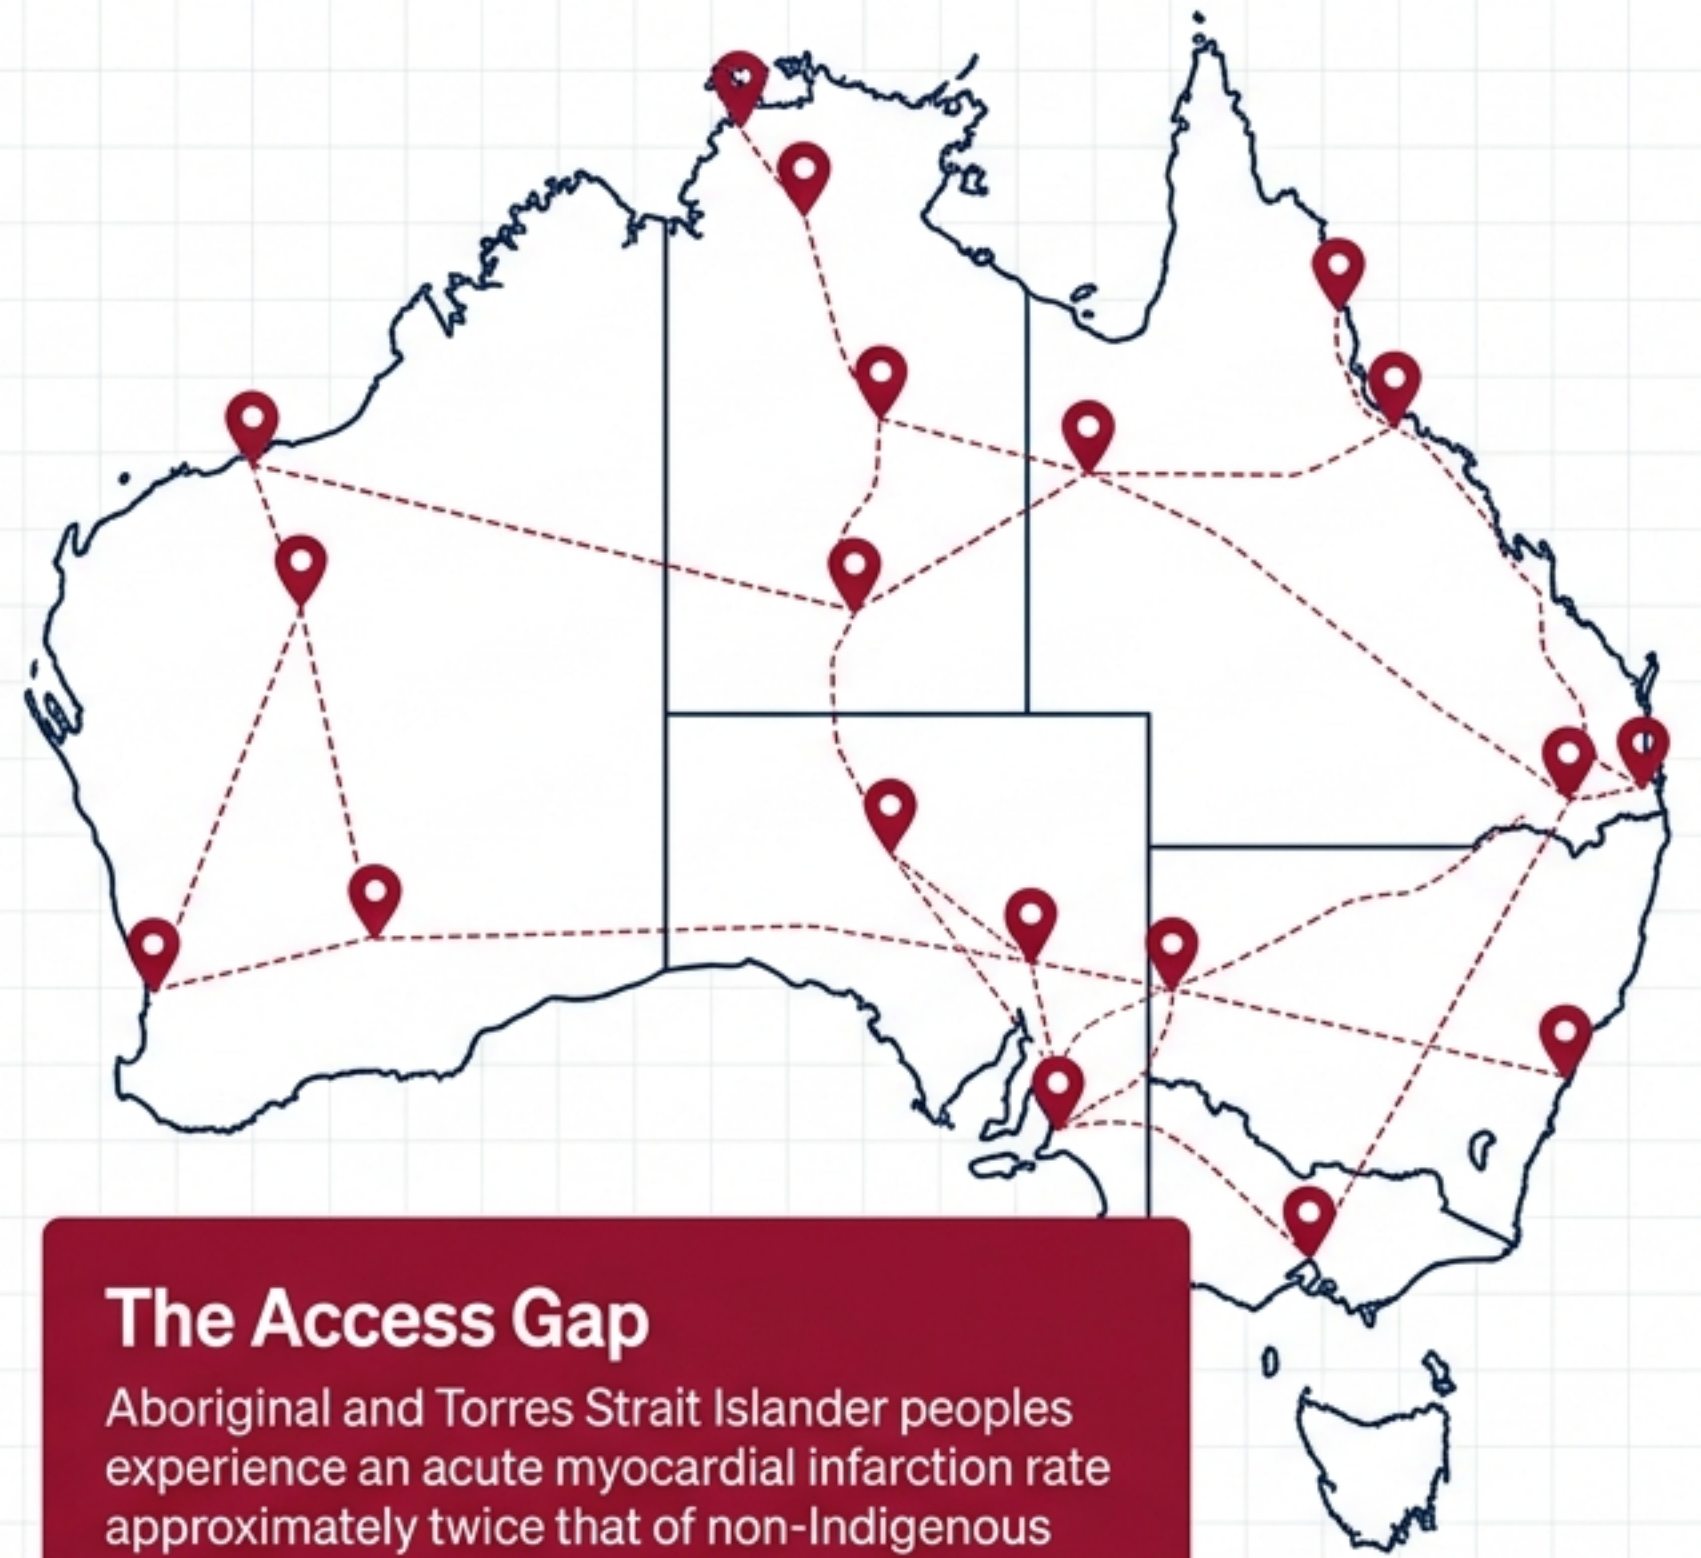 The Access Gap
Aboriginal and Torres Strait Islander peoples
experience an acute myocardial infarction rate
approximately twice that of non-Indigenous